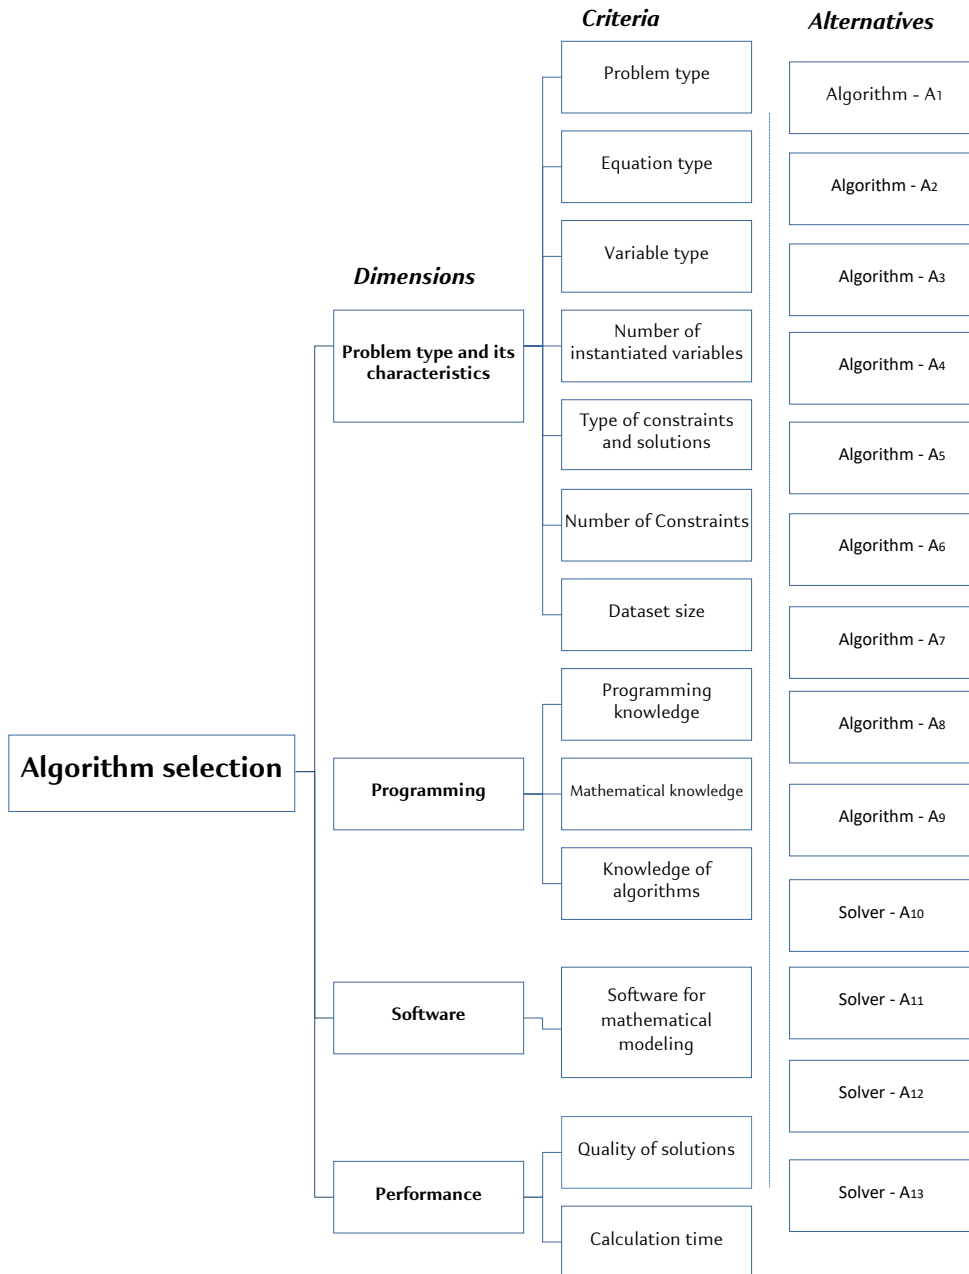 Criteria
Alternatives
Problem type
Algorithm - A1
Equation type
Algorithm - A2
Variable type
Algorithm - A3
Dimensions
Problem type and its
characteristics
Number of
instantiated variables
Algorithm - A4
Type of constraints
and solutions
Algorithm - A5
Number of Constraints
Algorithm - A6
Dataset size
Algorithm - A7
Programming
knowledge
Algorithm - A8
Algorithm selection
Programming
Mathematical knowledge
Algorithm - A9
Knowledge of
algorithms
Solver - A10
Software
Software for
mathematical
modeling
Solver - A11
Solver - A12
Performance
Quality of solutions
Solver - A13
Calculation time